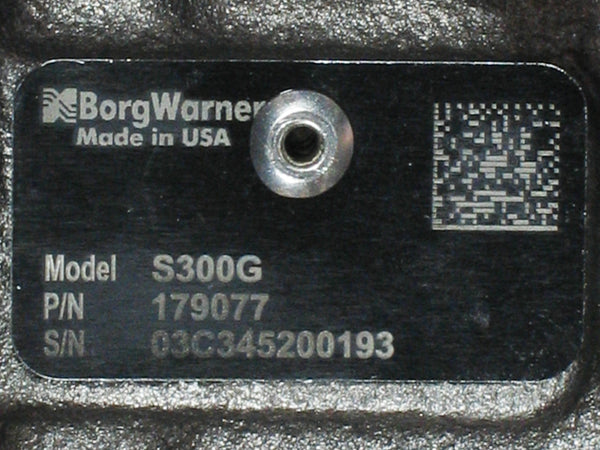 BorgWarner
Made in USA
Model S300G
P/N 179077
S/N 03C345200193